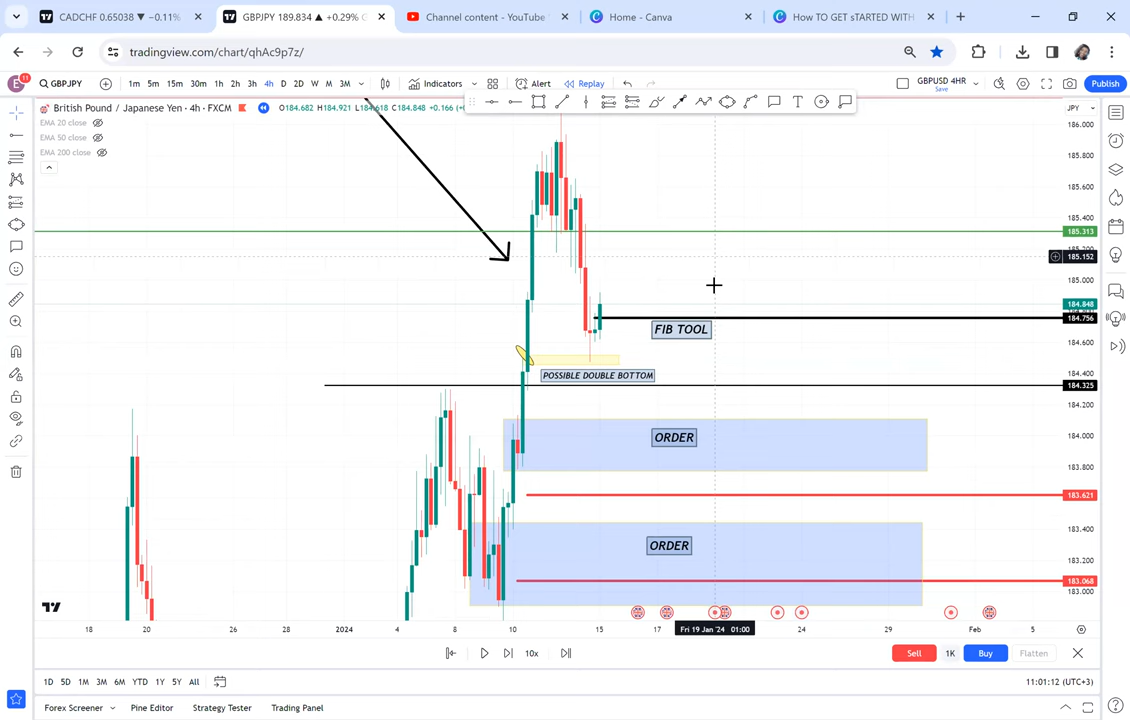 CADCHF 0.65038 ▼ −0.11%
GBPJPY 189.834 ▲ +0.29% G
Channel content - YouTube
Home - Canva
How TO GET sTARTED WITH
tradingview.com/chart/qhAc9p7z/
E 11 GBPJPY 1m 5m 15m 30m 1h 2h 3h 4h D 2D W M 3M Indicators Alert Replay GBPUSD 4HR Save Publish
British Pound / Japanese Yen · 4h · FXCM O184.682 H184.921 L184.618 C184.848 +0.166 (+0
JPY
EMA 20 close
EMA 50 close
EMA 200 close
186.000
185.800
185.600
185.400
185.313
185.200
185.152
185.000
184.848
184.756
FIB TOOL
184.600
184.400
POSSIBLE DOUBLE BOTTOM
184.325
184.200
184.000
ORDER
183.800
183.621
183.400
ORDER
183.200
183.068
183.000
18 20 26 28 2024 4 8 10 15 17 Fri 19 Jan '24 01:00 24 29 Feb 5
10x
Sell 1K Buy Flatten
1D 5D 1M 3M 6M YTD 1Y 5Y All
11:01:12 (UTC+3)
Forex Screener Pine Editor Strategy Tester Trading Panel